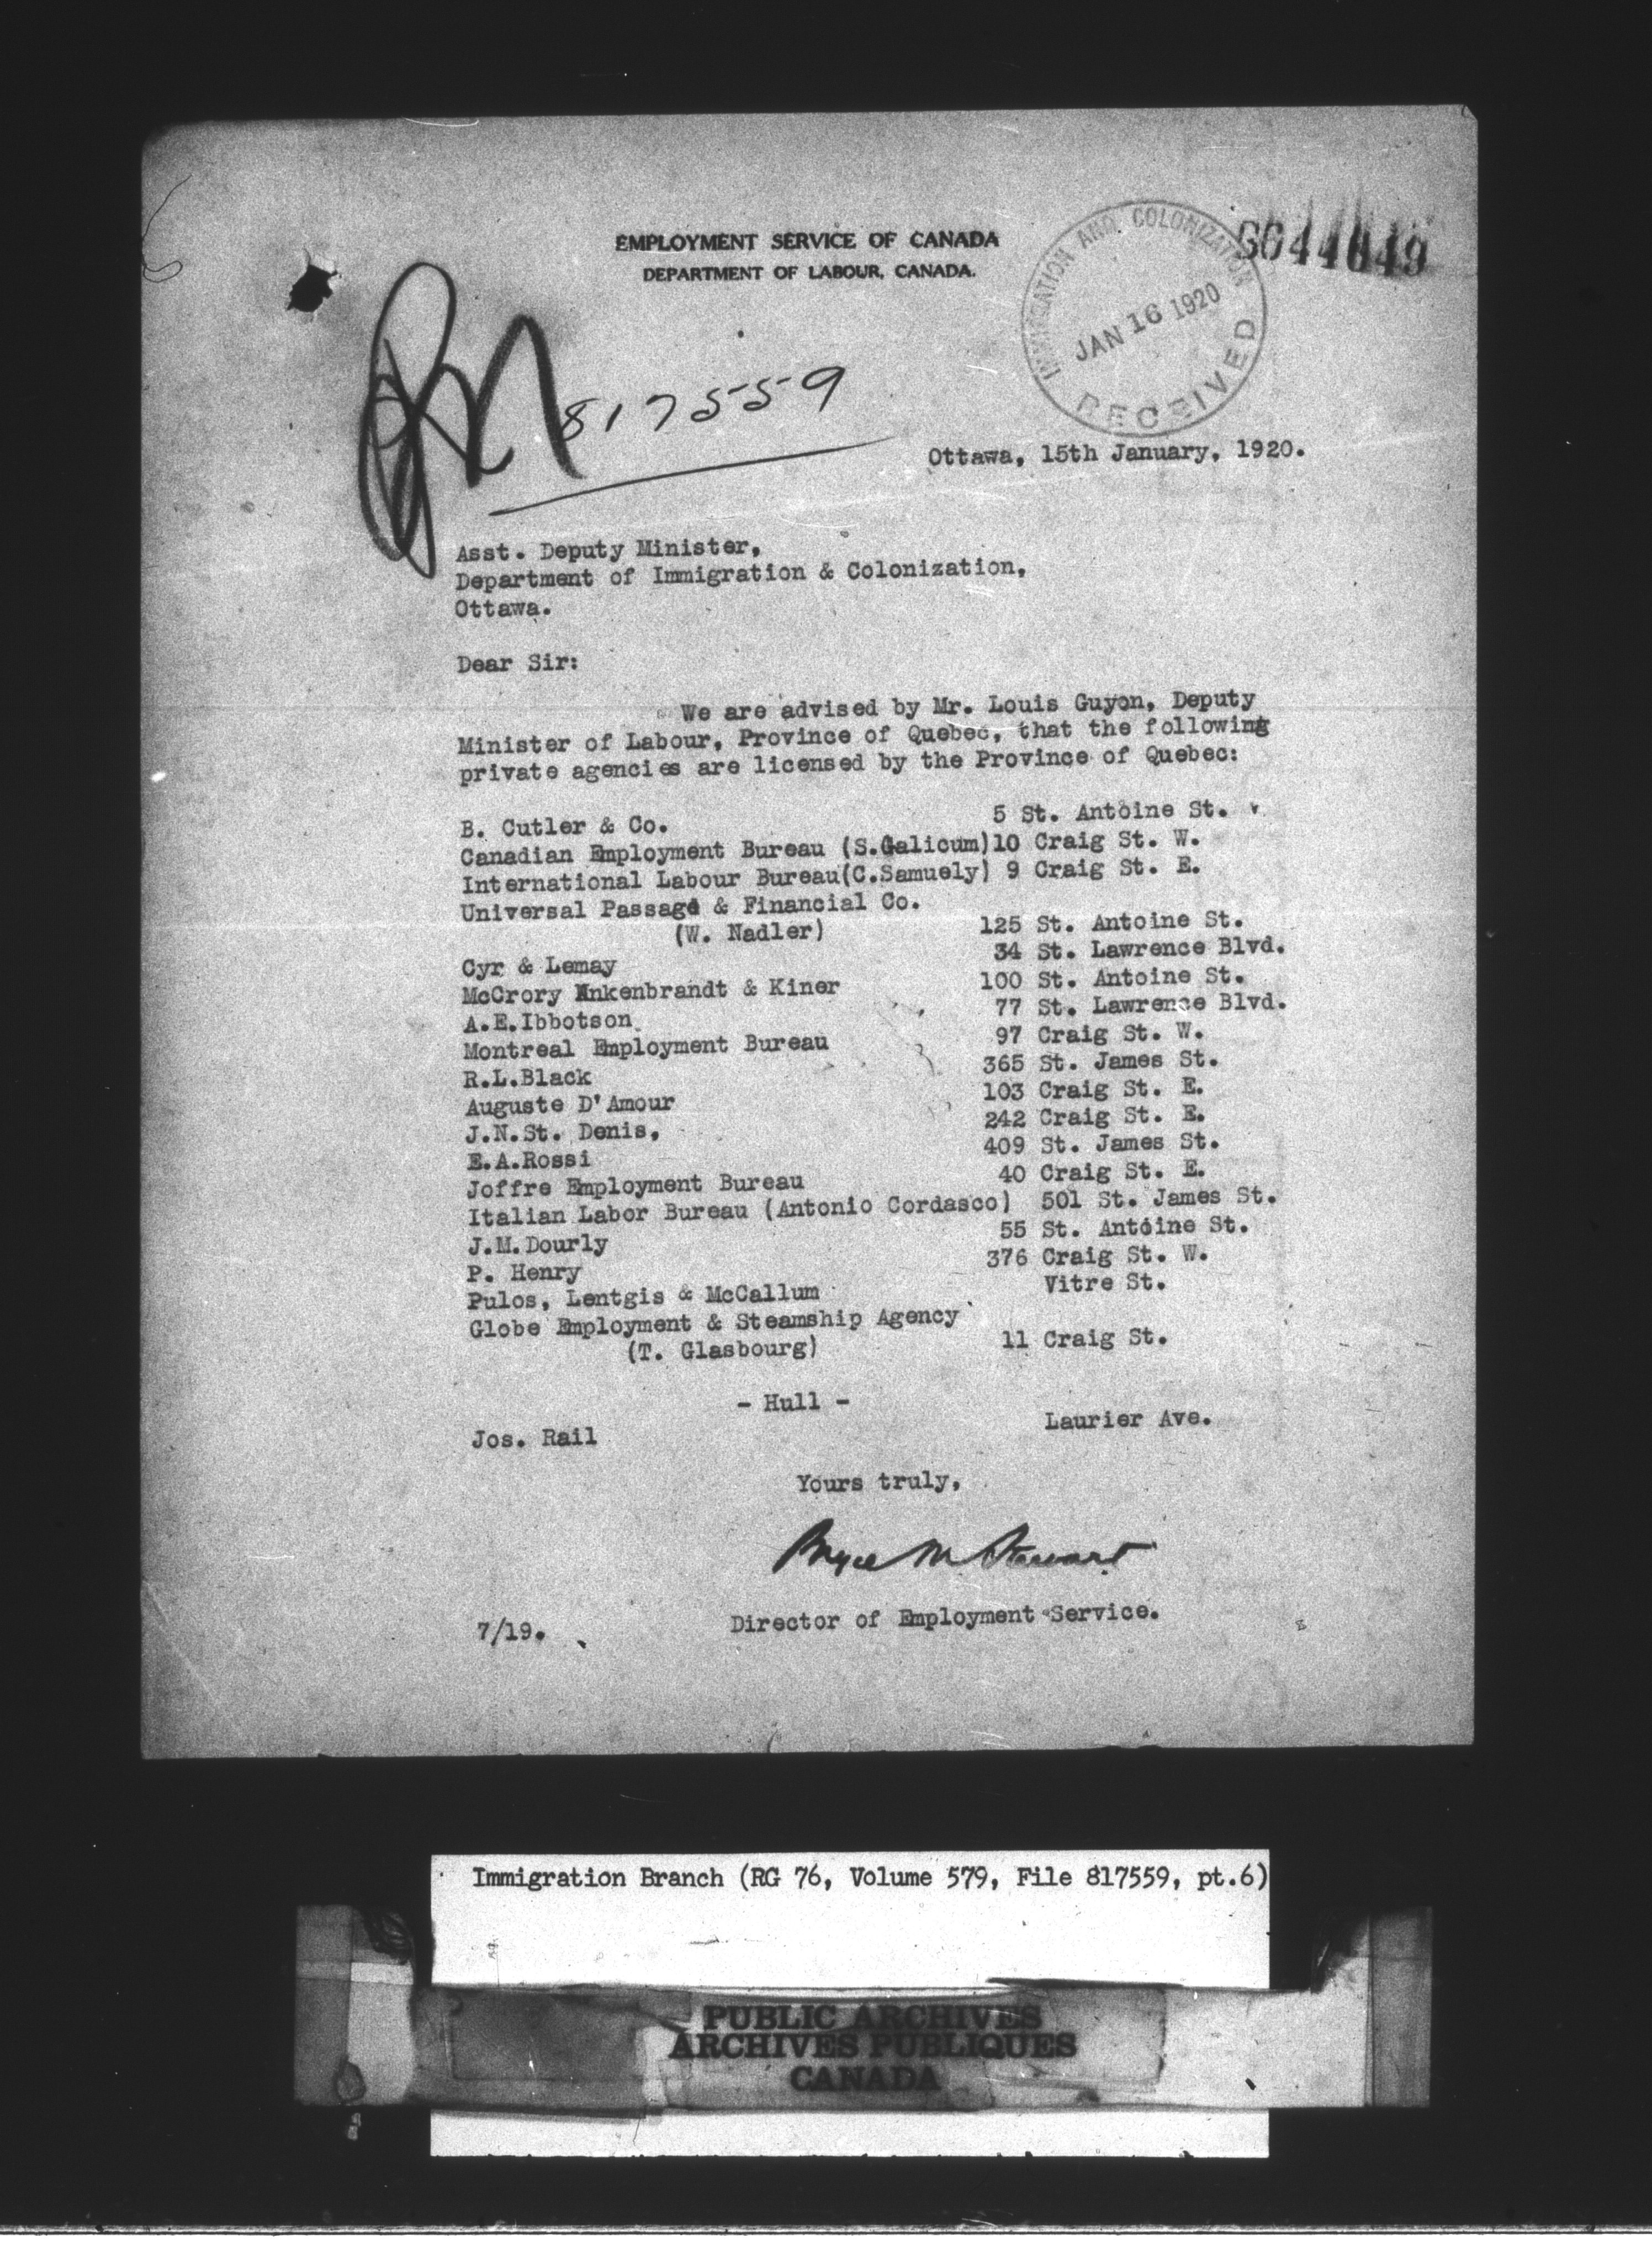 EMPLOYMENT SERVICE OF CANADA
DEPARTMENT OF LABOUR, CANADA.
IMMIGRATION AND COLONIZATION
JAN 16 1920
RECEIVED
817559
Ottawa, 15th January, 1920.
Asst. Deputy Minister,
Department of Immigration & Colonization,
Ottawa.
Dear Sir:
We are advised by Mr. Louis Guyon, Deputy
Minister of Labour, Province of Quebec, that the following
private agencies are licensed by the Province of Quebec:
B. Cutler & Co. 5 St. Antoine St.
Canadian Employment Bureau (S.Galicum) 10 Craig St. W.
International Labour Bureau(C.Samuely) 9 Craig St. E.
Universal Passage & Financial Co.
(W. Nadler) 125 St. Antoine St.
Cyr & Lemay 34 St. Lawrence Blvd.
McCrory Ankenbrandt & Kiner 100 St. Antoine St.
A.E.Ibbotson 77 St. Lawrence Blvd.
Montreal Employment Bureau 97 Craig St. W.
R.L.Black 365 St. James St.
Auguste D'Amour 103 Craig St. E.
J.N.St. Denis, 242 Craig St. E.
E.A.Rossi 409 St. James St.
Joffre Employment Bureau 40 Craig St. E.
Italian Labor Bureau (Antonio Cordasco) 501 St. James St.
J.M.Dourly 55 St. Antoine St.
P. Henry 376 Craig St. W.
Pulos, Lentgis & McCallum Vitre St.
Globe Employment & Steamship Agency
(T. Glasbourg) 11 Craig St.
- Hull -
Jos. Rail Laurier Ave.
Yours truly,
Bryce M Stewart
Director of Employment Service.
7/19.
Immigration Branch (RG 76, Volume 579, File 817559, pt.6)
PUBLIC ARCHIVES
ARCHIVES PUBLIQUES
CANADA